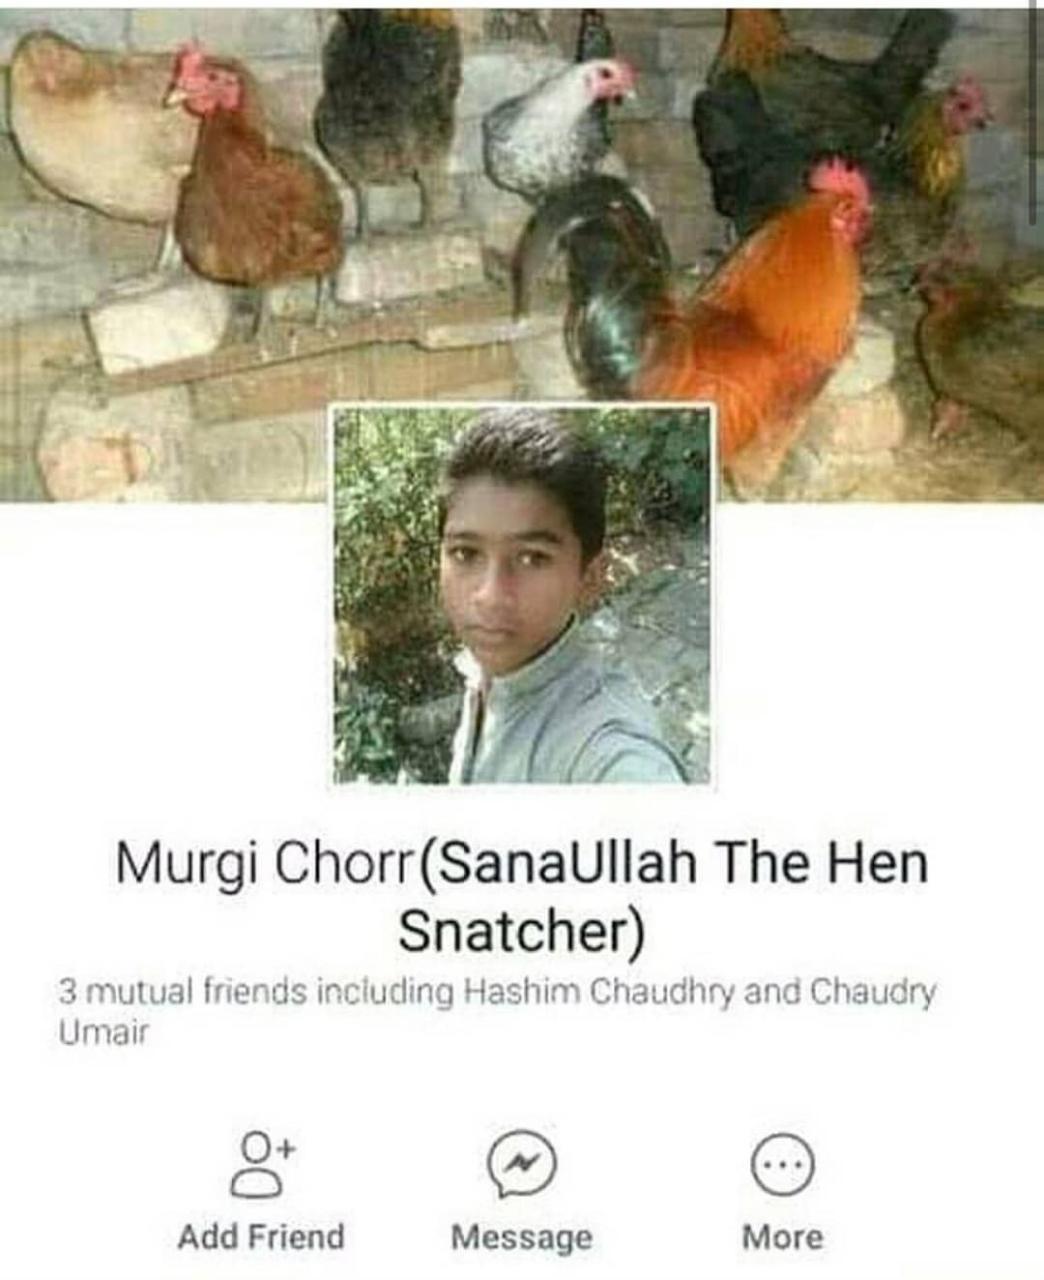 Murgi Chorr(SanaUllah The Hen
Snatcher)
3 mutual friends including Hashim Chaudhry and Chaudry
Umair
Add Friend
Message
More